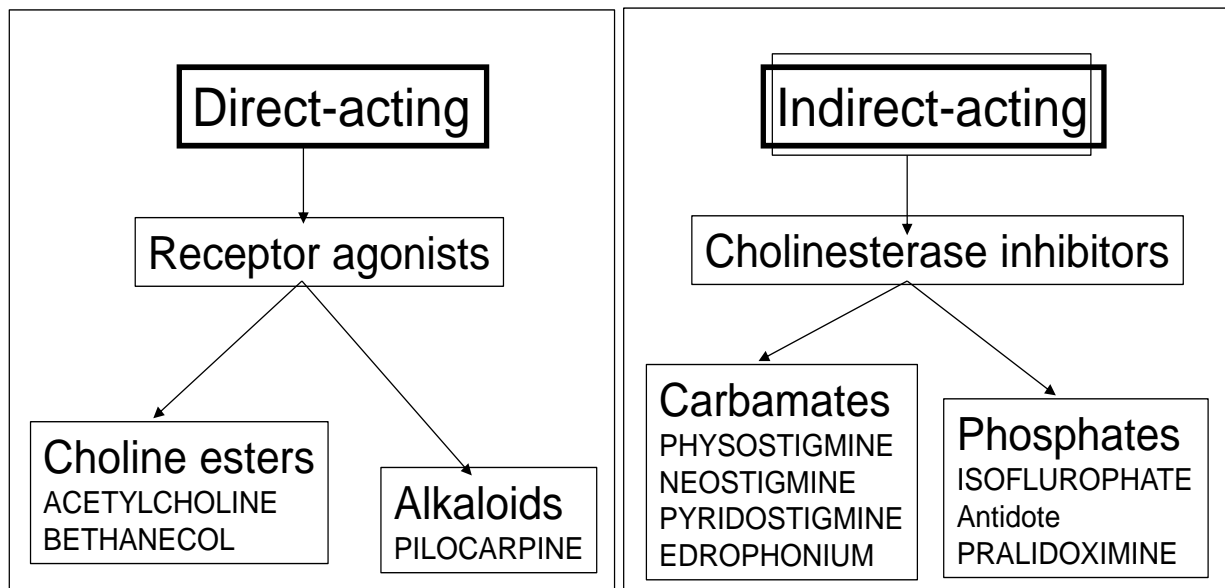 Direct-acting
Receptor agonists
Choline esters
ACETYLCHOLINE
BETHANECOL
Alkaloids
PILOCARPINE
Indirect-acting
Cholinesterase inhibitors
Carbamates
PHYSOSTIGMINE
NEOSTIGMINE
PYRIDOSTIGMINE
EDROPHONIUM
Phosphates
ISOFLUROPHATE
Antidote
PRALIDOXIMINE